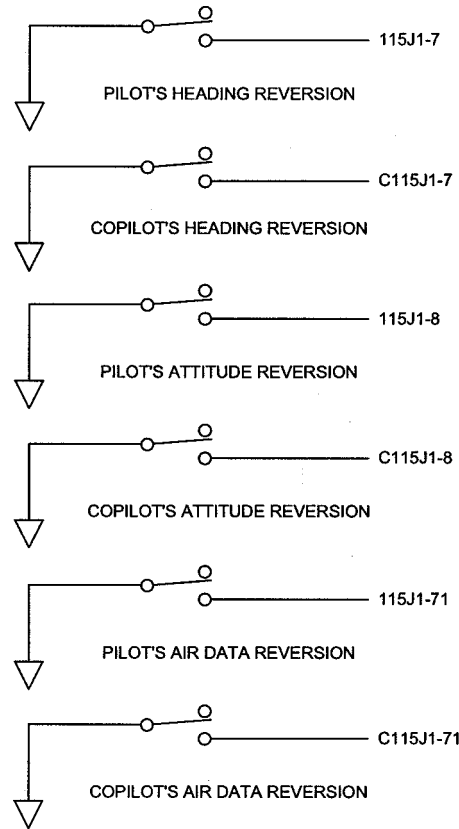 115J1-7
PILOT'S HEADING REVERSION
C115J1-7
COPILOT'S HEADING REVERSION
115J1-8
PILOT'S ATTITUDE REVERSION
C115J1-8
COPILOT'S ATTITUDE REVERSION
115J1-71
PILOT'S AIR DATA REVERSION
C115J1-71
COPILOT'S AIR DATA REVERSION